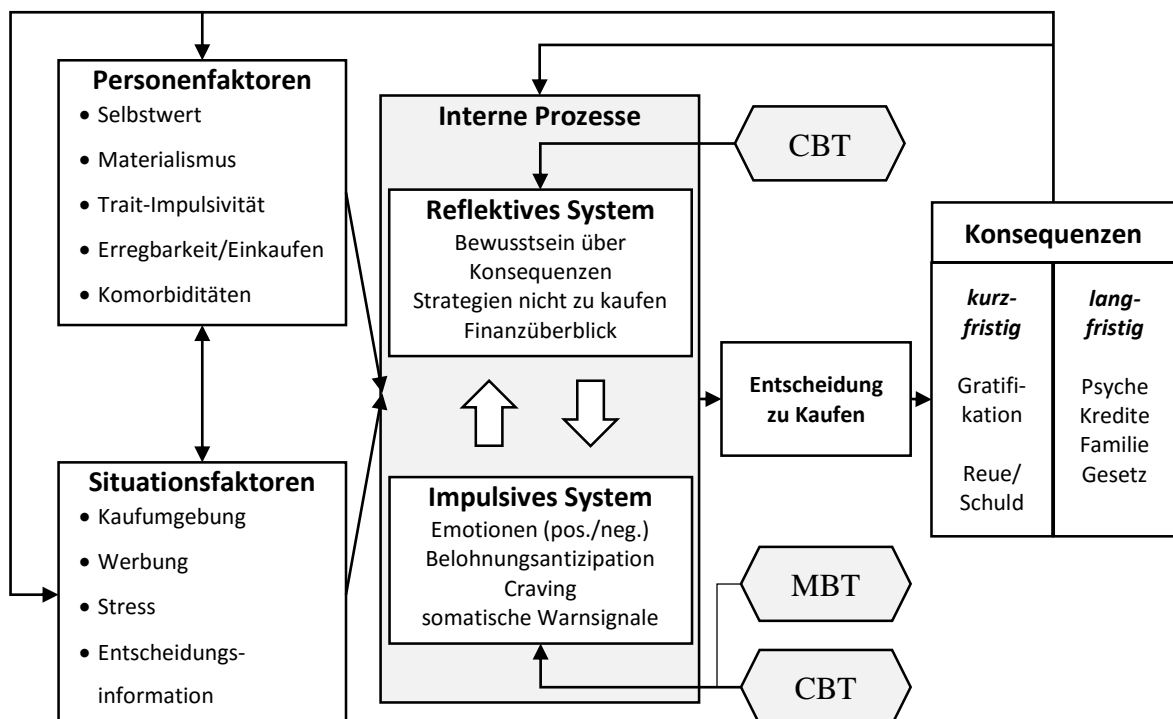 Personenfaktoren
• Selbstwert
• Materialismus
• Trait-Impulsivität
• Erregbarkeit/Einkaufen
• Komorbiditäten
Situationsfaktoren
• Kaufumgebung
• Werbung
• Stress
• Entscheidungs-
information
Interne Prozesse
Reflektives System
Bewusstsein über
Konsequenzen
Strategien nicht zu kaufen
Finanzüberblick
Impulsives System
Emotionen (pos./neg.)
Belohnungsantizipation
Craving
somatische Warnsignale
CBT
MBT
CBT
Entscheidung
zu Kaufen
Konsequenzen
kurz-
fristig
Gratifi-
kation
Reue/
Schuld
lang-
fristig
Psyche
Kredite
Familie
Gesetz